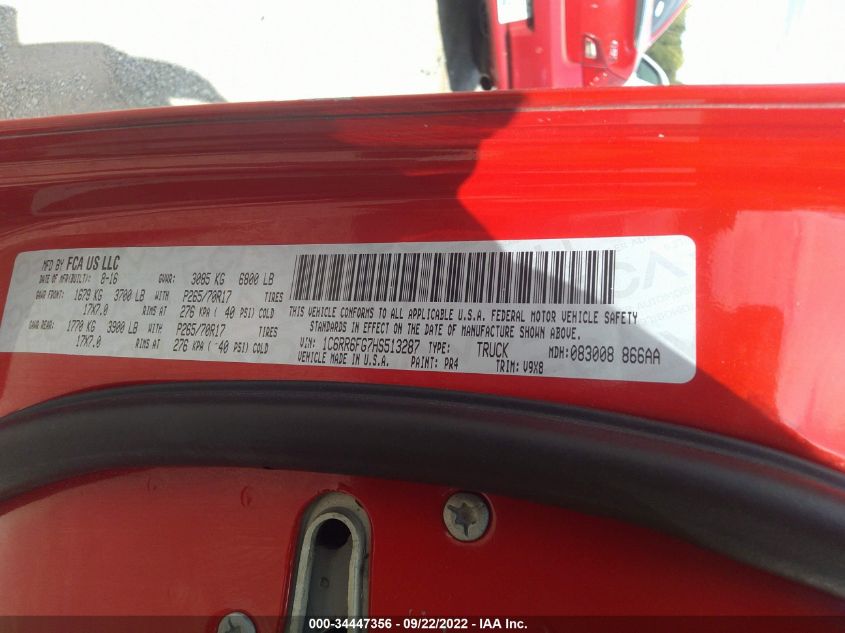 MFD BY FCA US LLC
DATE OF MFR(BUILT): 8-16 GVWR: 3085 KG 6800 LB
GAWR FRONT: 1679 KG 3700 LB WITH P265/70R17 TIRES
17X7.0 RIMS AT 276 KPA ( 40 PSI) COLD
GAWR REAR: 1770 KG 3900 LB WITH P265/70R17 TIRES
17X7.0 RIMS AT 276 KPA ( 40 PSI) COLD
THIS VEHICLE CONFORMS TO ALL APPLICABLE U.S.A. FEDERAL MOTOR VEHICLE SAFETY
STANDARDS IN EFFECT ON THE DATE OF MANUFACTURE SHOWN ABOVE.
VIN: 1C6RR6FG7HS513287 TYPE: TRUCK MDH: 083008 866AA
VEHICLE MADE IN U.S.A. PAINT: PR4 TRIM: V9X8
000-34447356 - 09/22/2022 - IAA Inc.